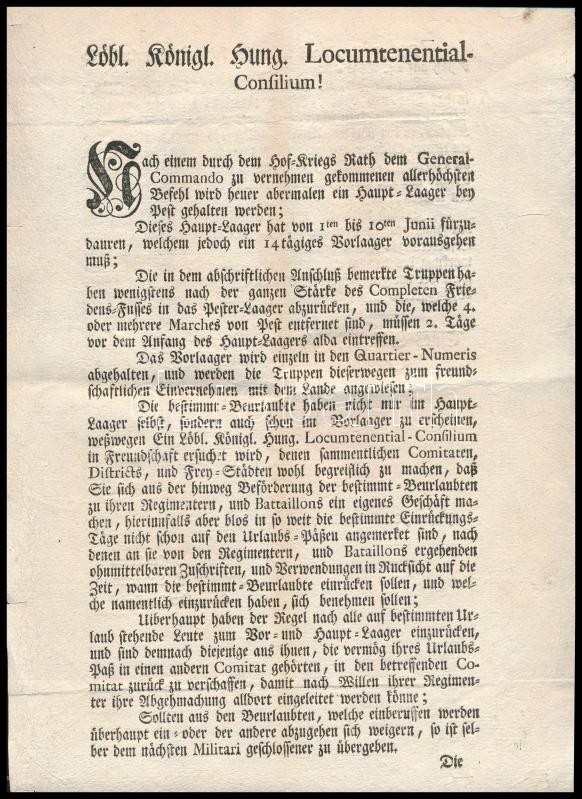 Löbl. Königl. Hung. Locumtenential-
Consilium!
Nach einem durch dem Hof-Kriegs Rath dem General-
Commando zu vernehmen gekommenen allerhöchsten
Befehl wird heuer abermalen ein Haupt-Laager bey
Pest gehalten werden;
Dieses Haupt-Laager hat von 1ten bis 10ten Junii fürzu-
dauren, welchem jedoch ein 14tägiges Vorlaager vorausgehen
muß;
Die in dem abschriftlichen Anschluß bemerkte Truppen ha-
ben wenigstens nach der ganzen Stärke des Completen Frie-
dens-Fusses in das Pester-Laager abzurücken, und die, welche 4.
oder mehrere Marches von Pest entfernet sind, müssen 2. Täge
vor dem Anfang des Haupt-Laagers alda eintreffen.
Das Vorlaager wird einzeln in den Quartier-Numeris
abgehalten, und werden die Truppen dieserwegen zum freund-
schaftlichen Einvernehmen mit dem Lande angewiesen;
Die bestimmt-Beurlaubte haben nicht nur im Haupt-
Laager selbst, sondern auch schon im Vorlaager zu erscheinen,
weßwegen Ein Löbl. Königl. Hung. Locumtenential-Consilium
in Freundschaft ersuchet wird, denen sammentlichen Comitaten,
Districts, und Frey-Städten wohl begreiflich zu machen, daß
Sie sich aus der hinweg Beförderung der bestimmt-Beurlaubten
zu ihren Regimentern, und Battaillons ein eigenes Geschäft ma-
chen, hierinnfalls aber blos in so weit die bestimmte Einrückungs-
Täge nicht schon auf den Urlaubs-Päßen angemerket sind, nach
denen an sie von den Regimentern, und Bataillons ergehenden
ohnmittelbaren Zuschriften, und Verwendungen in Rucksicht auf die
Zeit, wann die bestimmt-Beurlaubte einrücken sollen, und wel-
che namentlich einzurücken haben, sich benehmen sollen;
Uiberhaupt haben der Regel nach alle auf bestimmten Ur-
laub stehende Leute zum Vor- und Haupt-Laager einzurücken,
und sind demnach diejenige aus ihnen, die vermög ihres Urlaubs-
Paß in einen andern Comitat gehörten, in den betreffenden Co-
mitat zurück zu verschaffen, damit nach Willen ihrer Regimen-
ter ihre Abgehmachung alldort eingeleitet werden könne;
Sollten aus den Beurlaubten, welche einberuffen werden
überhaupt ein- oder der andere abzugehen sich weigern, so ist sel-
ber dem nächsten Militari geschlossener zu übergeben.
Die